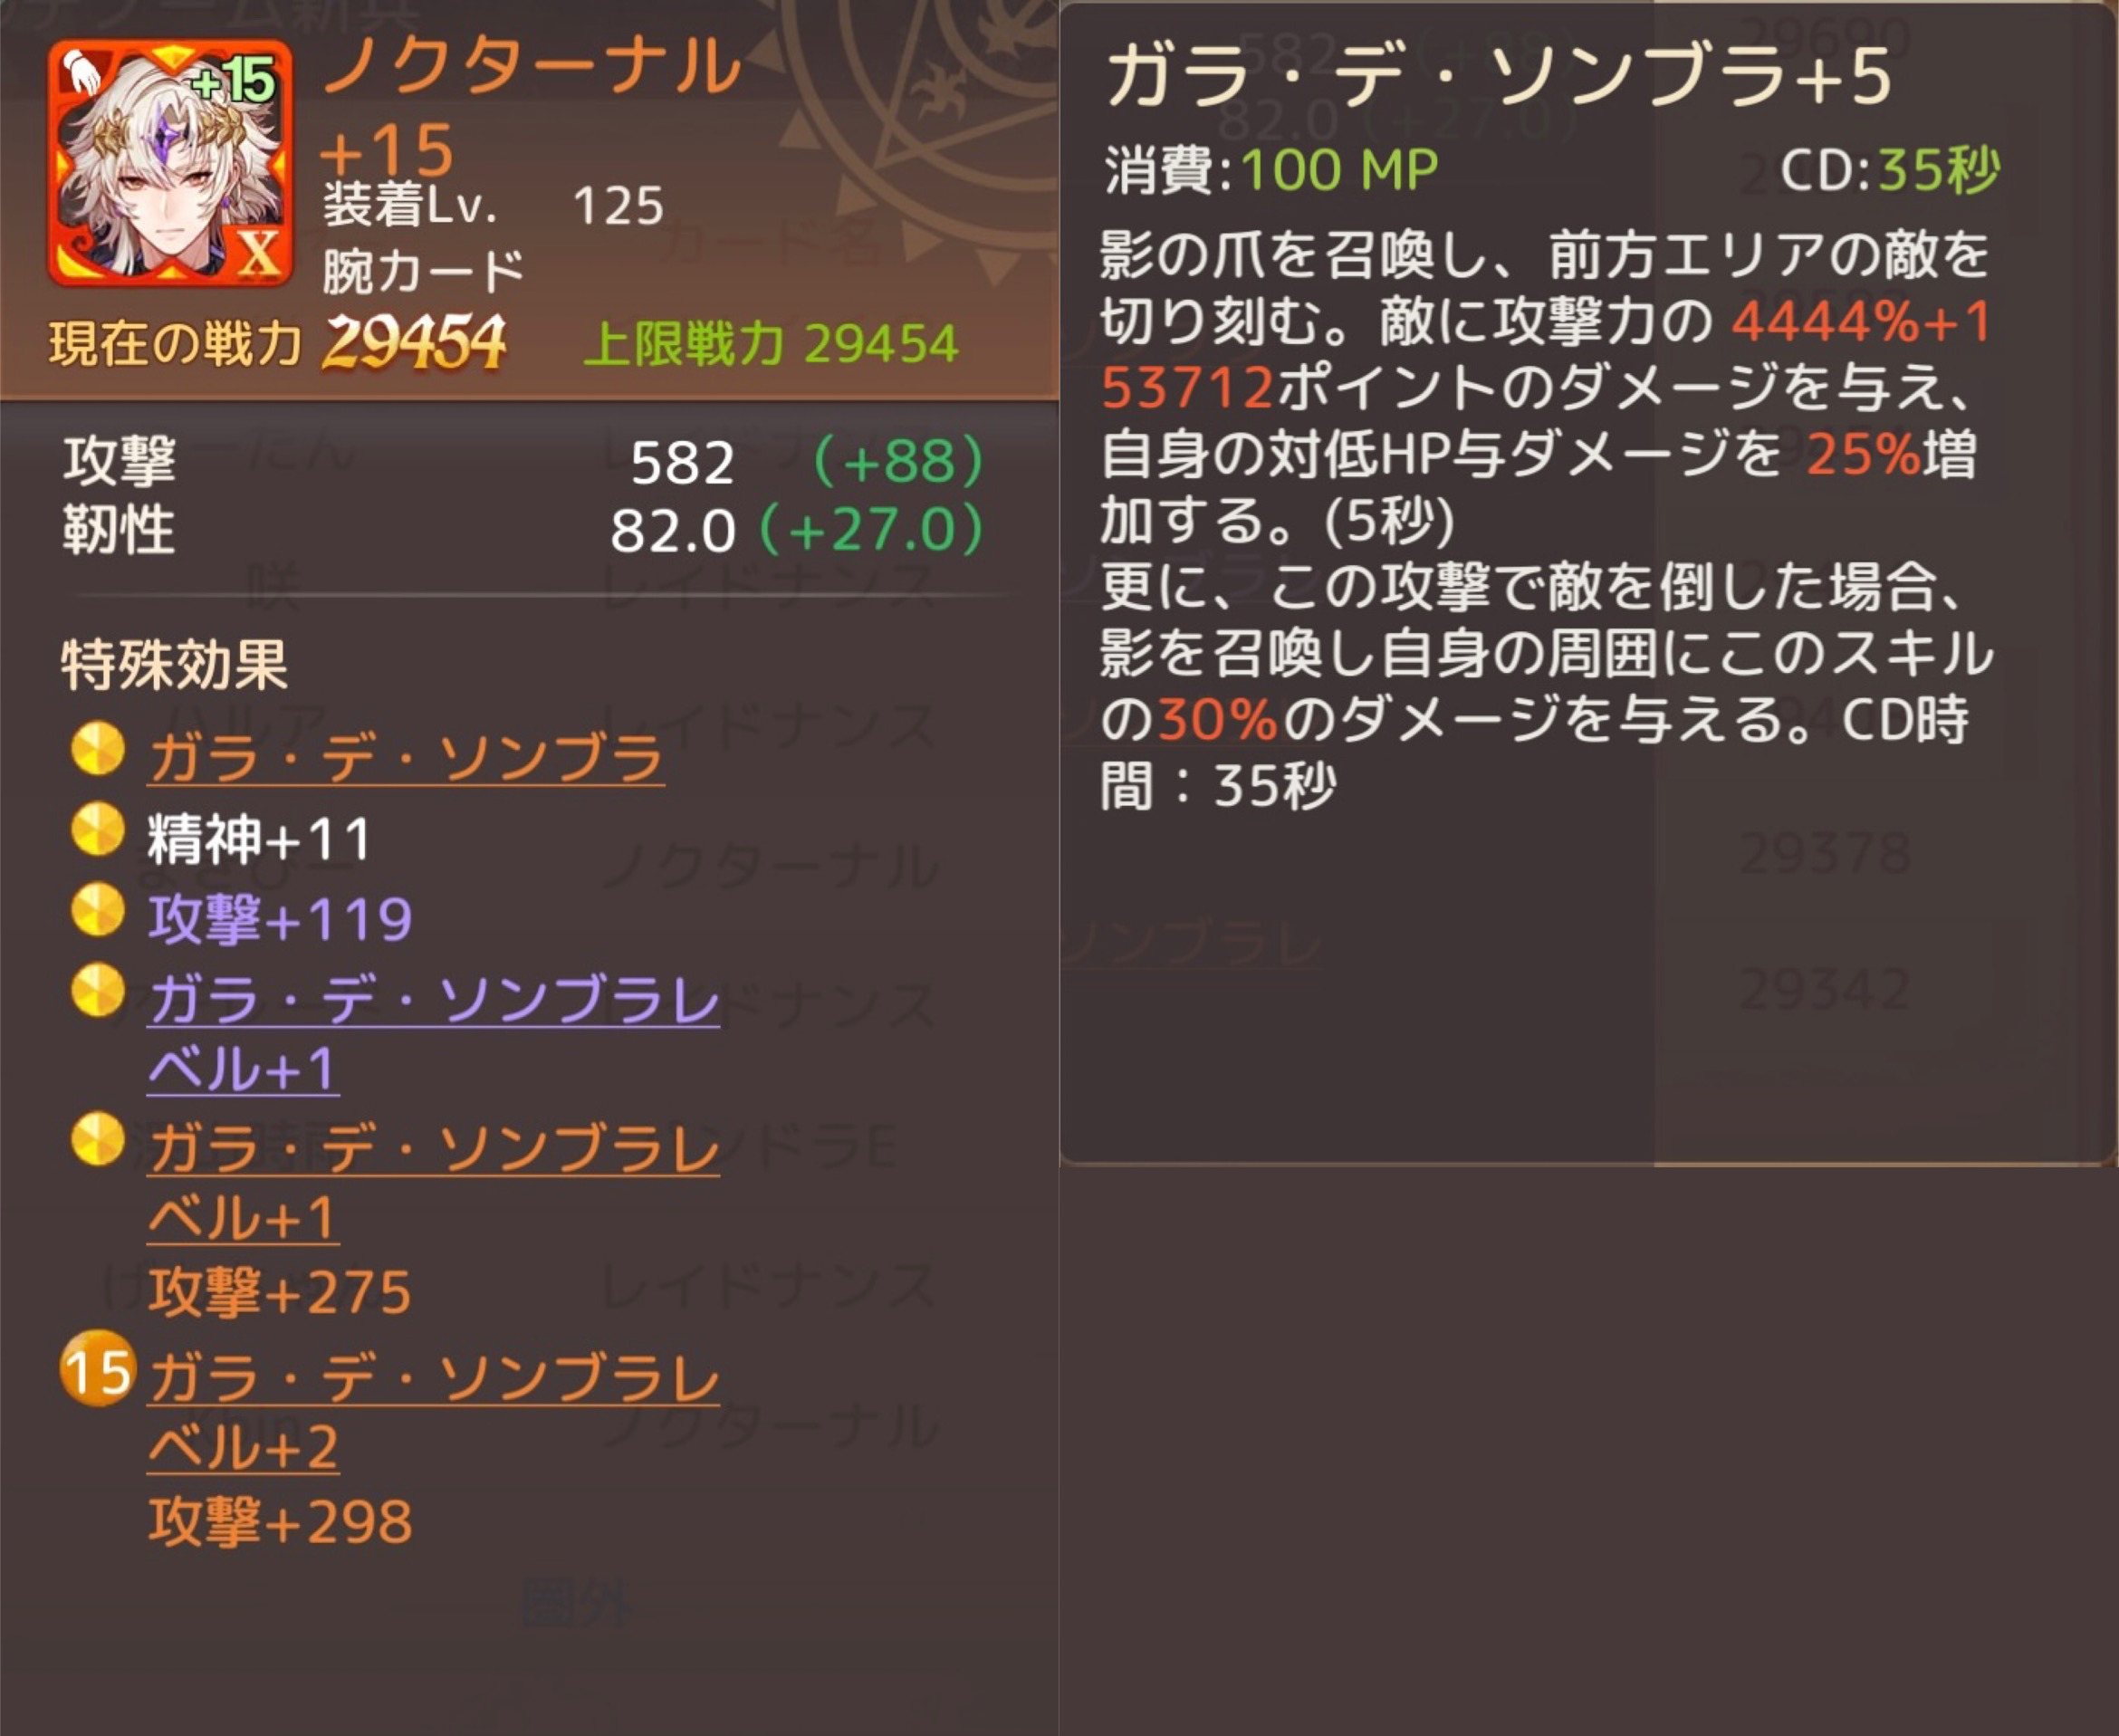 +15
X
ノクターナル
+15
装着Lv. 125
腕カード
現在の戦力 29454 上限戦力 29454
攻撃 582 (+88)
靭性 82.0 (+27.0)
特殊効果
ガラ・デ・ソンブラ
精神+11
攻撃+119
ガラ・デ・ソンブラレ
ベル+1
ガラ・デ・ソンブラレ
ベル+1
攻撃+275
15 ガラ・デ・ソンブラレ
ベル+2
攻撃+298
圏外
ガラ・デ・ソンブラ+5
消費:100 MP CD:35秒
影の爪を召喚し、前方エリアの敵を
切り刻む。敵に攻撃力の 4444%+1
53712ポイントのダメージを与え、
自身の対低HP与ダメージを 25%増
加する。(5秒)
更に、この攻撃で敵を倒した場合、
影を召喚し自身の周囲にこのスキル
の30%のダメージを与える。CD時
間：35秒
29378
29342